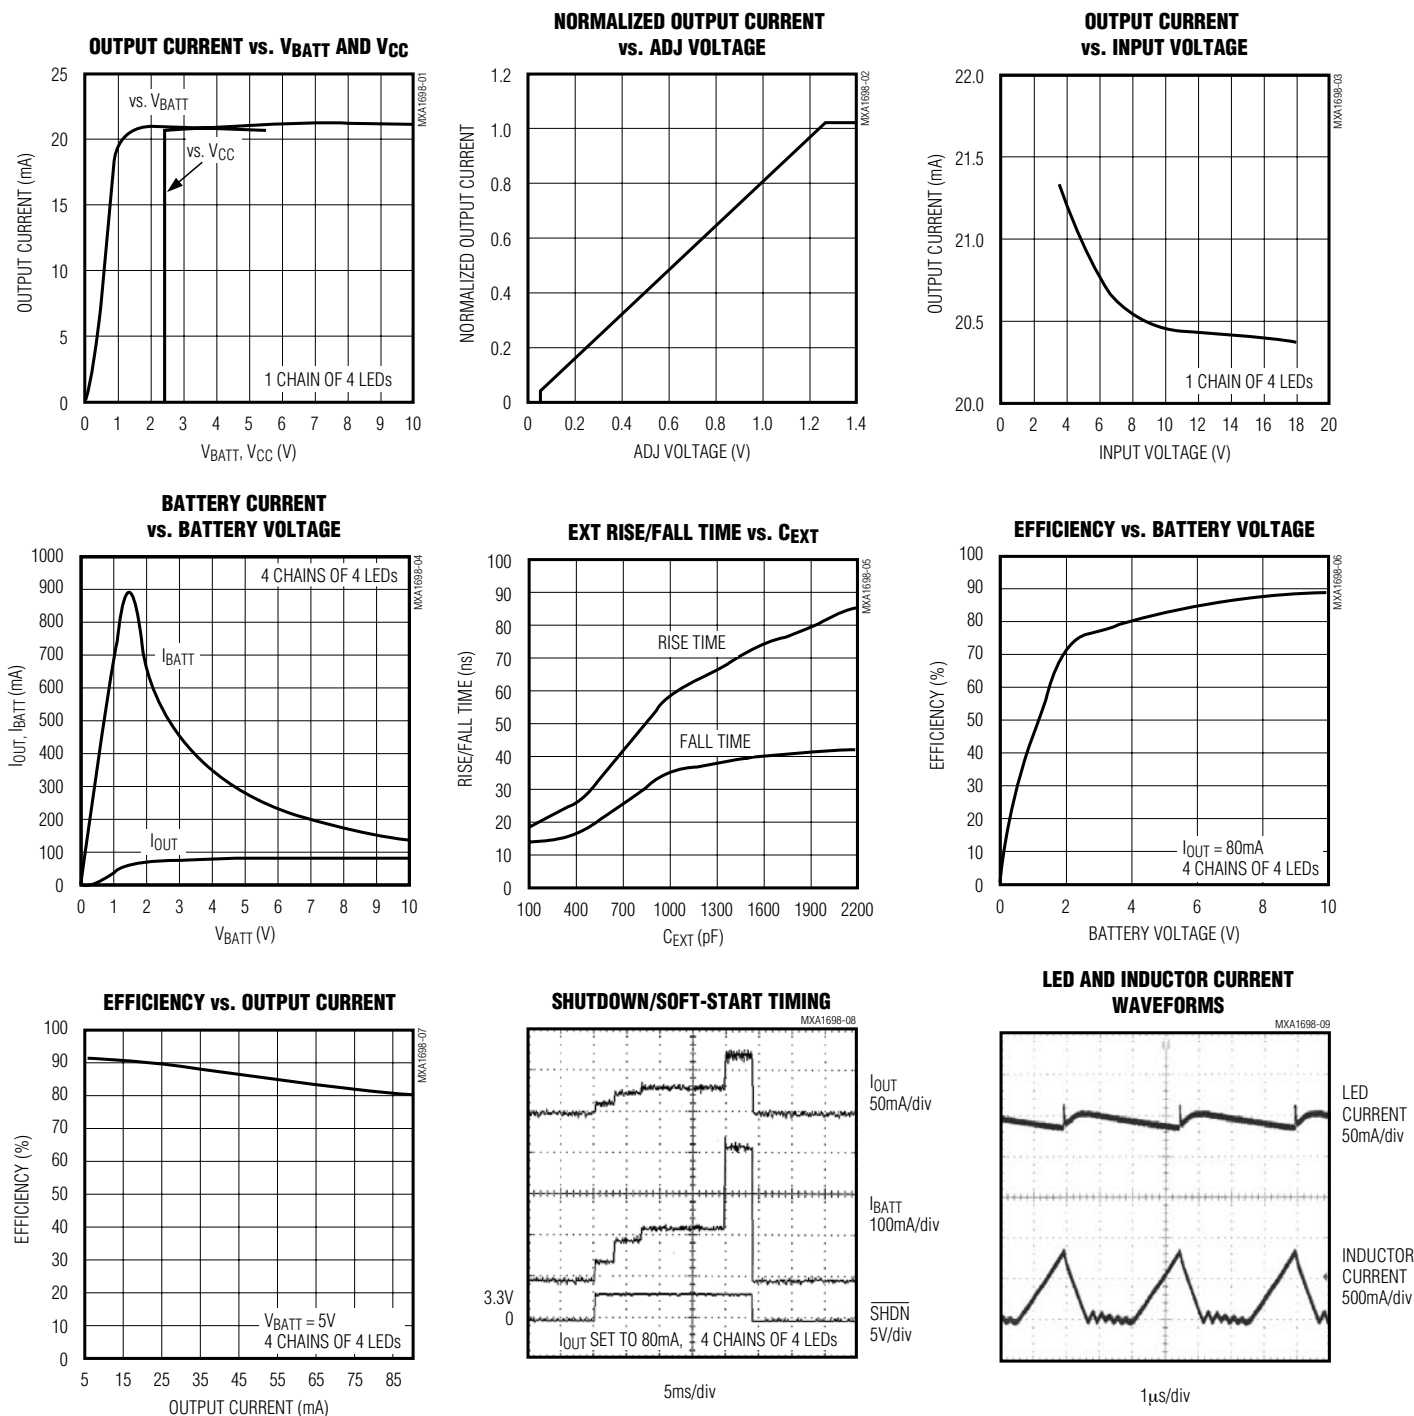 OUTPUT CURRENT vs. VBATT AND VCC
25
20
15
10
5
0
OUTPUT CURRENT (mA)
vs. VBATT
vs. VCC
1 CHAIN OF 4 LEDs
MXA1698-01
0 1 2 3 4 5 6 7 8 9 10
VBATT, VCC (V)
NORMALIZED OUTPUT CURRENT
vs. ADJ VOLTAGE
1.2
1.0
0.8
0.6
0.4
0.2
0
NORMALIZED OUTPUT CURRENT
MXA1698-02
0 0.2 0.4 0.6 0.8 1.0 1.2 1.4
ADJ VOLTAGE (V)
OUTPUT CURRENT
vs. INPUT VOLTAGE
22.0
21.5
21.0
20.5
20.0
OUTPUT CURRENT (mA)
1 CHAIN OF 4 LEDs
MXA1698-03
0 2 4 6 8 10 12 14 16 18 20
INPUT VOLTAGE (V)
BATTERY CURRENT
vs. BATTERY VOLTAGE
1000
900
800
700
600
500
400
300
200
100
0
IOUT, IBATT (mA)
4 CHAINS OF 4 LEDs
IBATT
IOUT
MXA1698-04
0 1 2 3 4 5 6 7 8 9 10
VBATT (V)
EXT RISE/FALL TIME vs. CEXT
100
90
80
70
60
50
40
30
20
10
0
RISE/FALL TIME (ns)
RISE TIME
FALL TIME
MXA1698-05
100 400 700 1000 1300 1600 1900 2200
CEXT (pF)
EFFICIENCY vs. BATTERY VOLTAGE
100
90
80
70
60
50
40
30
20
10
0
EFFICIENCY (%)
IOUT = 80mA
4 CHAINS OF 4 LEDs
MXA1698-06
0 2 4 6 8 10
BATTERY VOLTAGE (V)
EFFICIENCY vs. OUTPUT CURRENT
100
90
80
70
60
50
40
30
20
10
0
EFFICIENCY (%)
VBATT = 5V
4 CHAINS OF 4 LEDs
MXA1698-07
5 15 25 35 45 55 65 75 85
OUTPUT CURRENT (mA)
SHUTDOWN/SOFT-START TIMING
MXA1698-08
IOUT
50mA/div
IBATT
100mA/div
3.3V
0
SHDN
5V/div
IOUT SET TO 80mA, 4 CHAINS OF 4 LEDs
5ms/div
LED AND INDUCTOR CURRENT
WAVEFORMS
MXA1698-09
LED
CURRENT
50mA/div
INDUCTOR
CURRENT
500mA/div
1μs/div